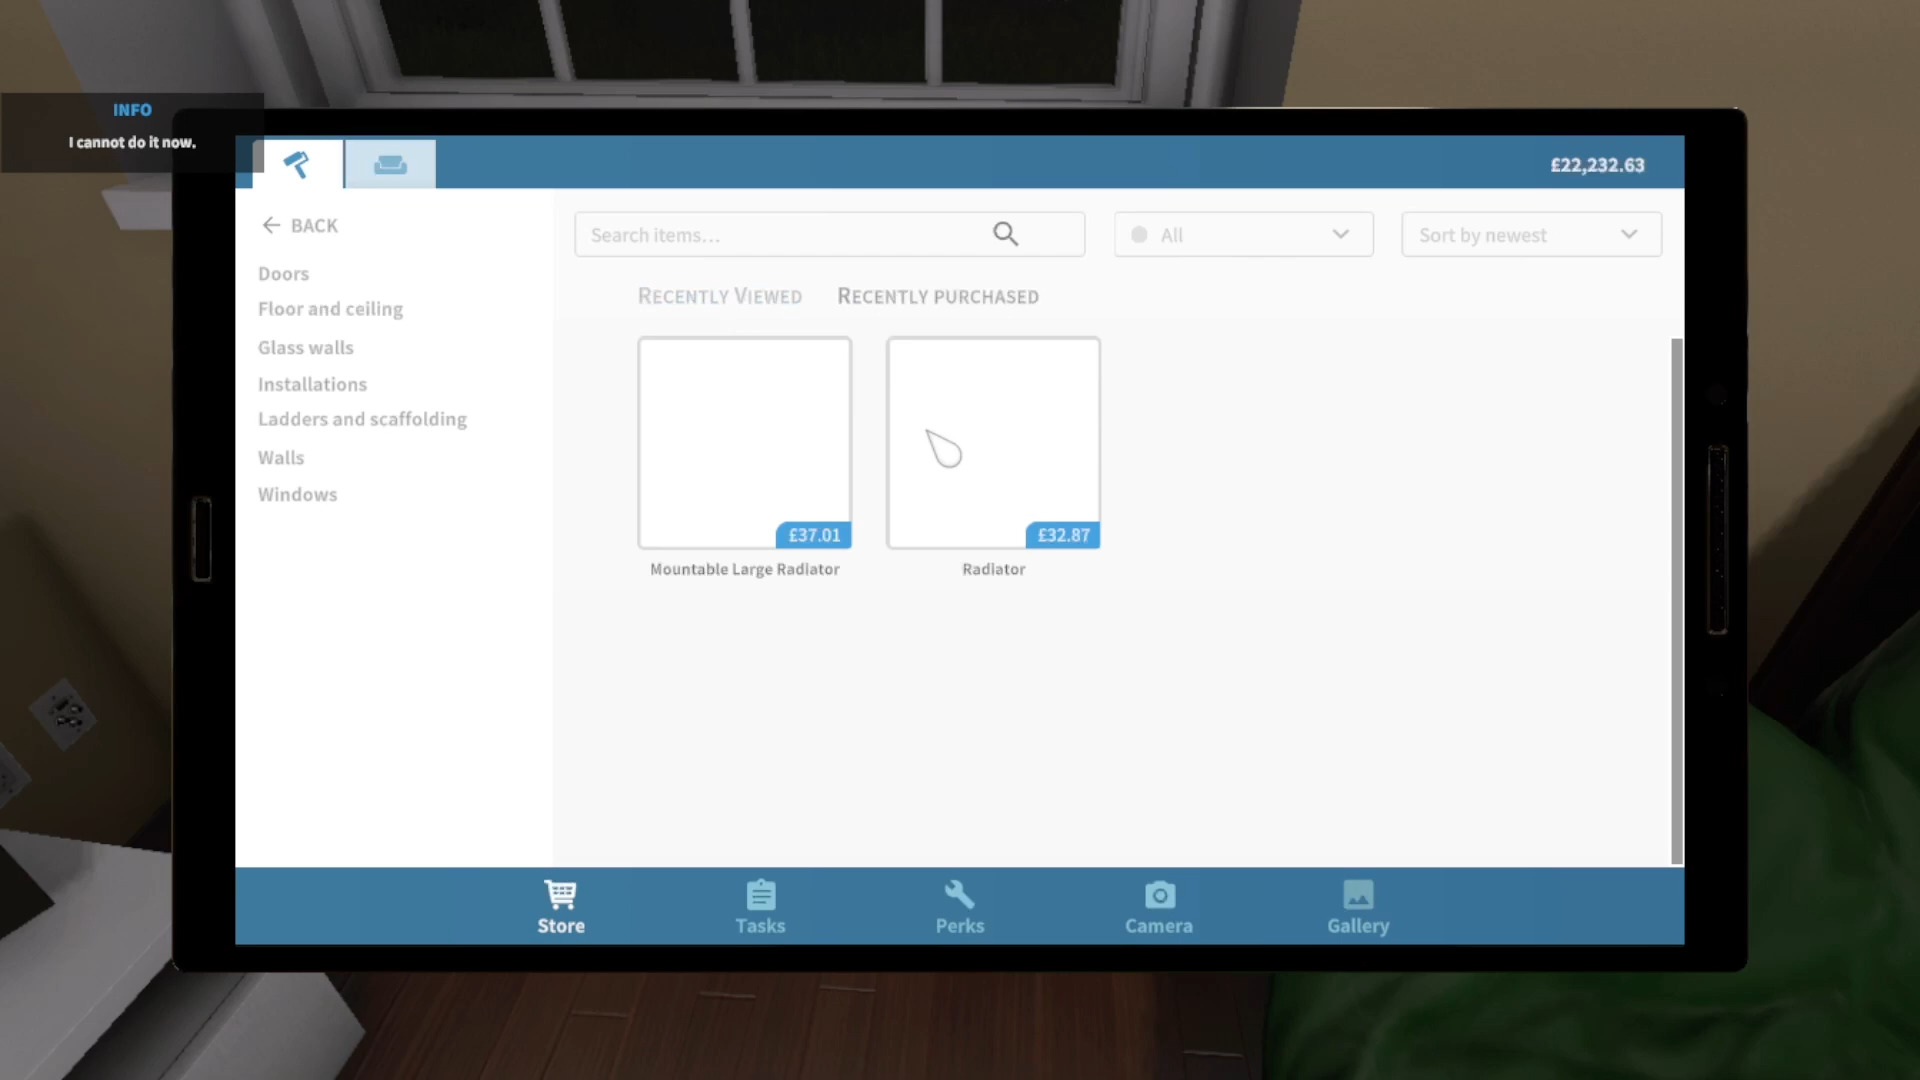 INFO
I cannot do it now.
£22,232.63
BACK
Search items...
All
Sort by newest
Doors
Floor and ceiling
Glass walls
Installations
Ladders and scaffolding
Walls
Windows
RECENTLY VIEWED
RECENTLY PURCHASED
£37.01
£32.87
Mountable Large Radiator
Radiator
Store
Tasks
Perks
Camera
Gallery